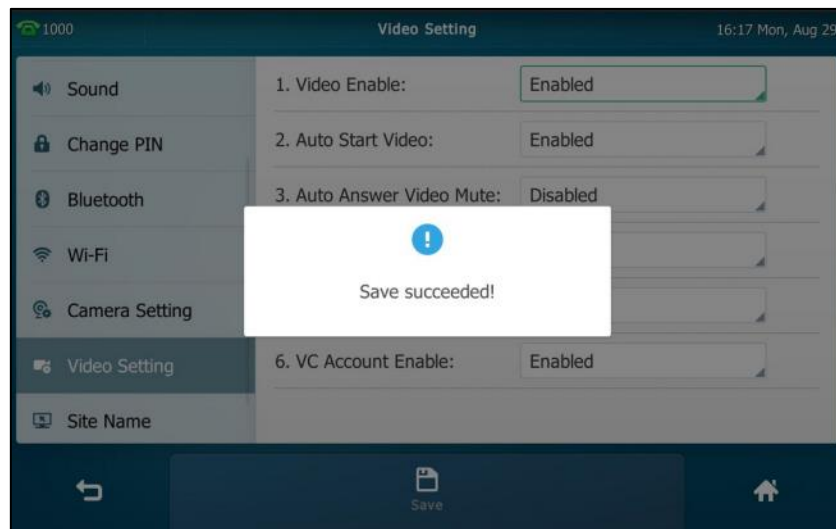 1000 Video Setting 16:17 Mon, Aug 29
Sound
Change PIN
Bluetooth
Wi-Fi
Camera Setting
Video Setting
Site Name
1. Video Enable: Enabled
2. Auto Start Video: Enabled
3. Auto Answer Video Mute: Disabled
Save succeeded!
6. VC Account Enable: Enabled
Save